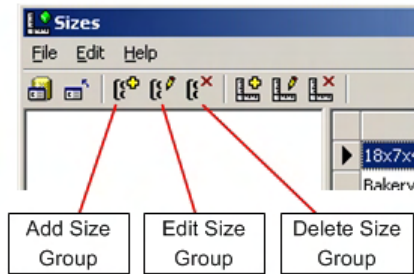 Sizes
File Edit Help
18x7x
Bakery
Add Size Group
Edit Size Group
Delete Size Group